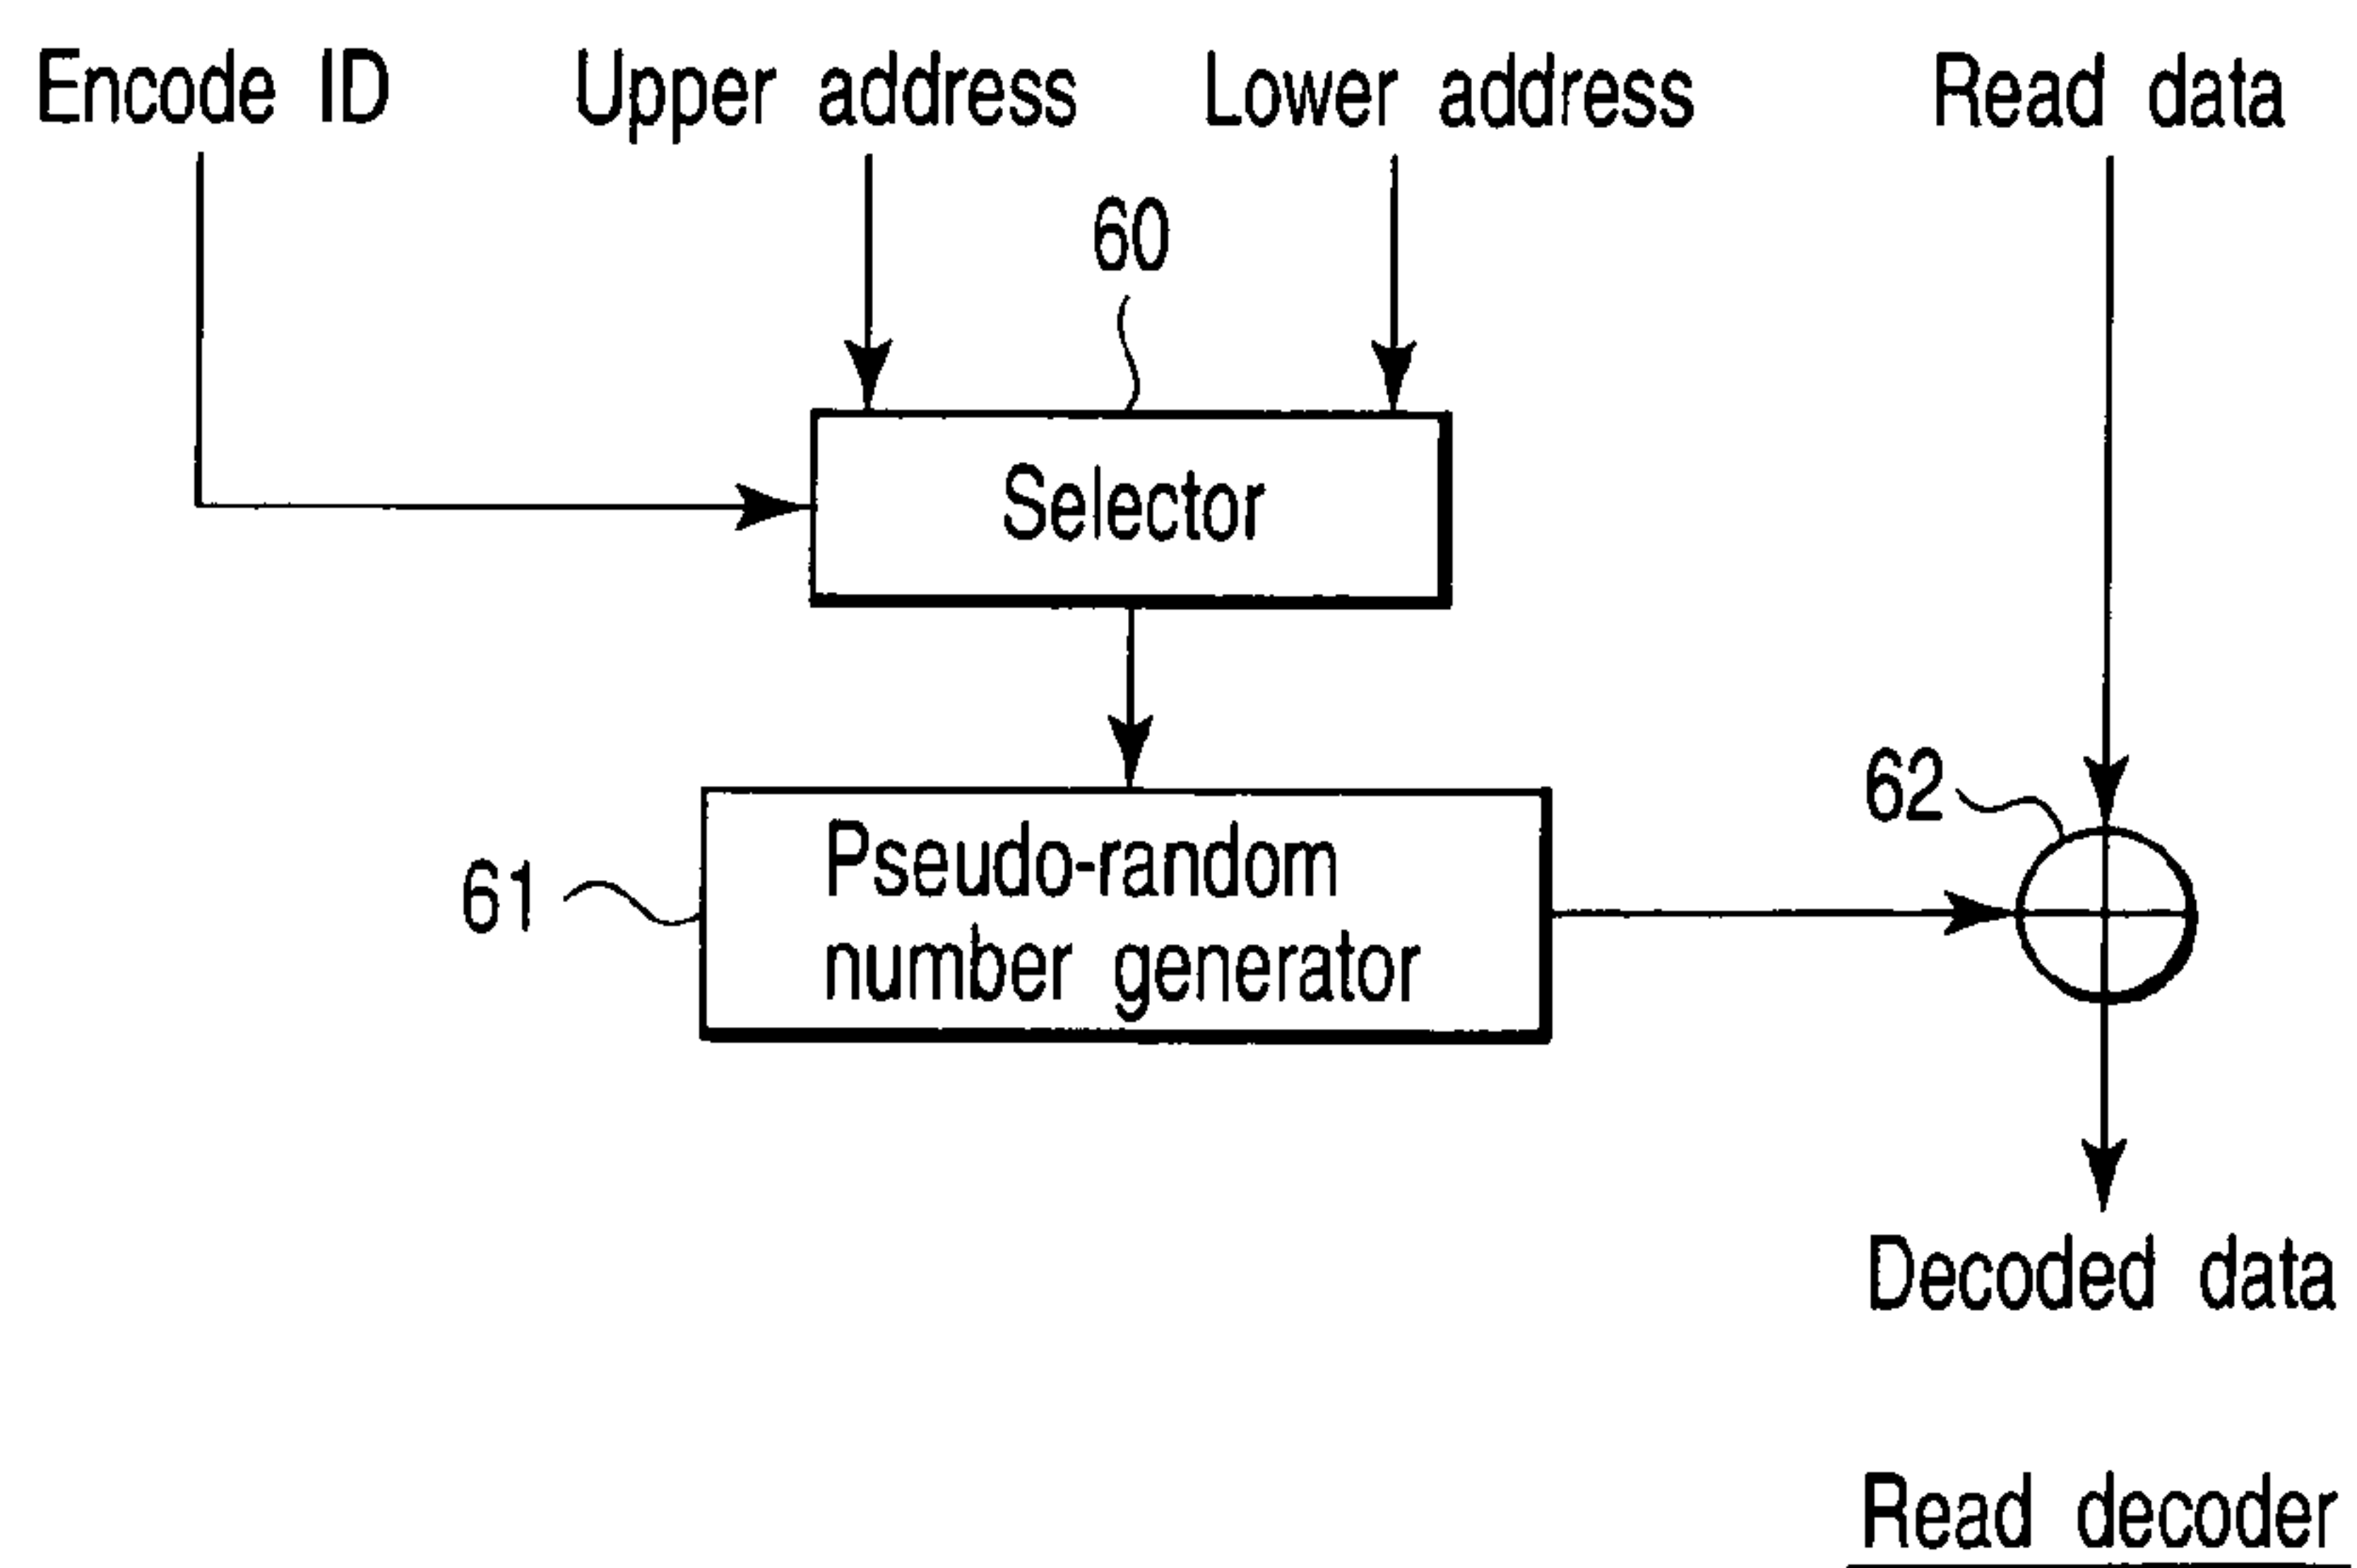 Encode ID
Upper address
Lower address
Read data
60
Selector
62
Pseudo-random
number generator
61
Decoded data
Read decoder